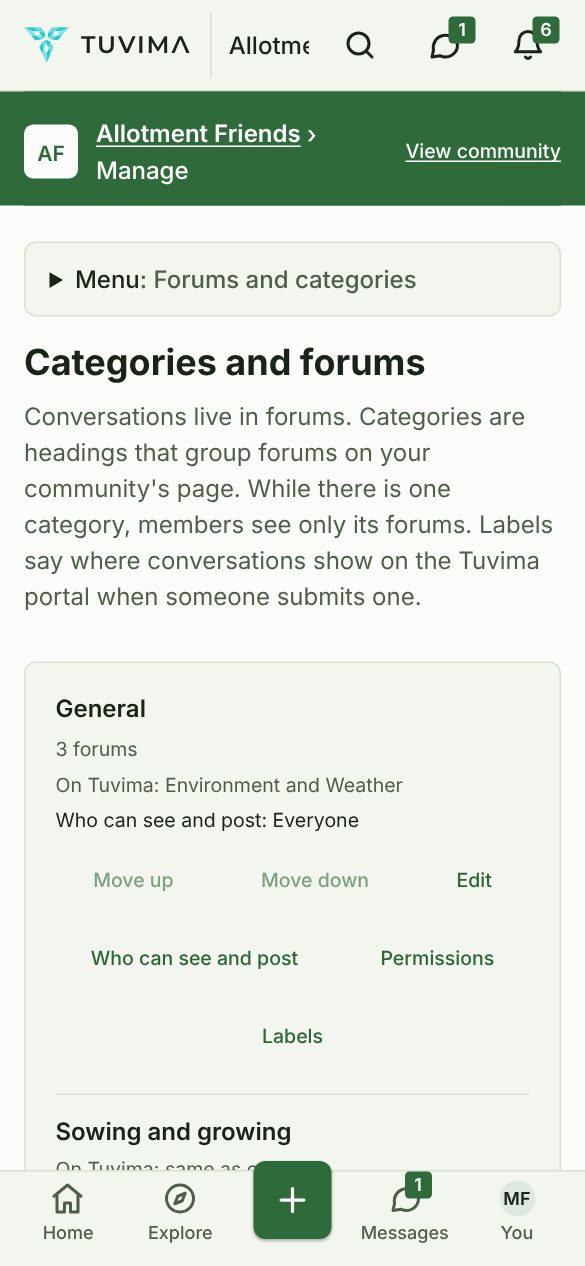 TUVIMA
Allotme
1
6
AF
Allotment Friends ›
Manage
View community
Menu: Forums and categories
Categories and forums
Conversations live in forums. Categories are
headings that group forums on your
community's page. While there is one
category, members see only its forums. Labels
say where conversations show on the Tuvima
portal when someone submits one.
General
3 forums
On Tuvima: Environment and Weather
Who can see and post: Everyone
Move up
Move down
Edit
Who can see and post
Permissions
Labels
Sowing and growing
On Tuvima: same as
1
MF
Home
Explore
Messages
You